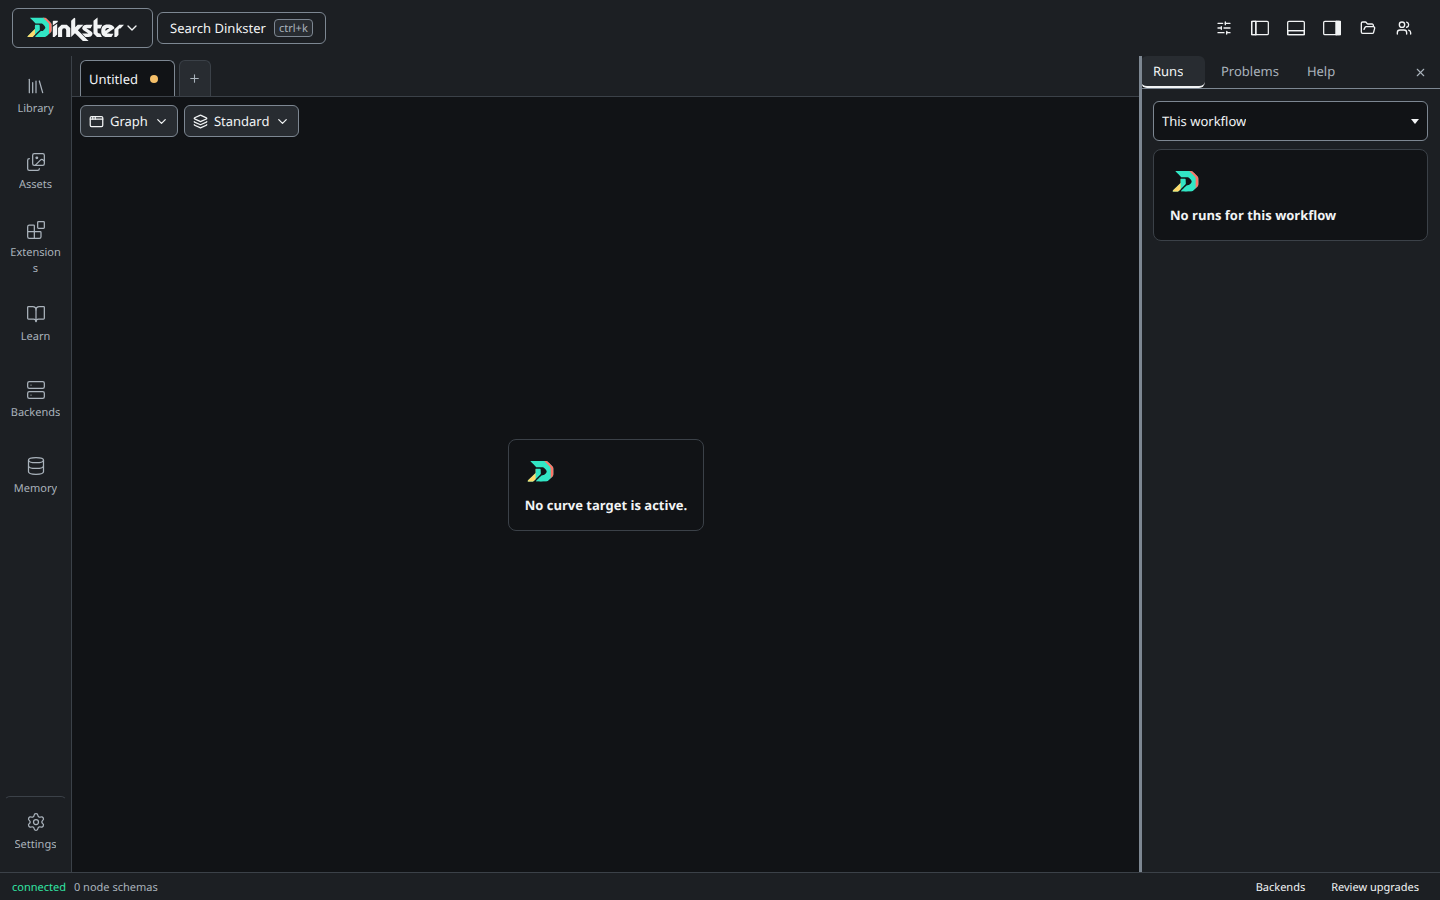 Dinkster
Search Dinkster ctrl+k
Library
Assets
Extension
s
Learn
Backends
Memory
Settings
Untitled
Graph
Standard
No curve target is active.
Runs
Problems
Help
This workflow
No runs for this workflow
connected
0 node schemas
Backends
Review upgrades